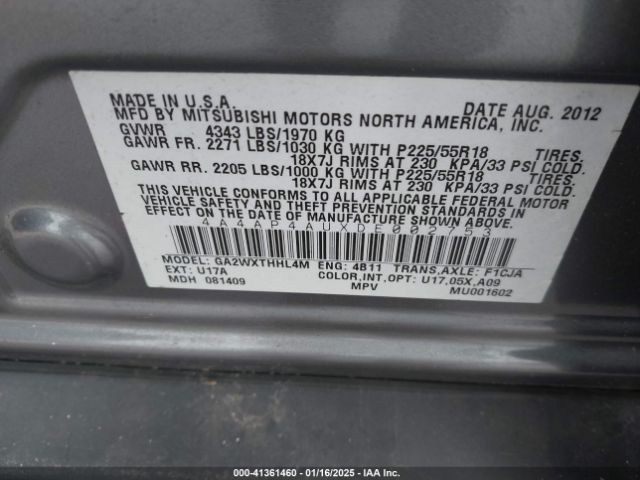 MADE IN U.S.A. DATE AUG. 2012
MFD BY MITSUBISHI MOTORS NORTH AMERICA, INC.
GVWR 4343 LBS/1970 KG
GAWR FR. 2271 LBS/1030 KG WITH P225/55R18 TIRES.
18X7J RIMS AT 230 KPA/33 PSI COLD.
GAWR RR. 2205 LBS/1000 KG WITH P225/55R18 TIRES.
18X7J RIMS AT 230 KPA/33 PSI COLD.
THIS VEHICLE CONFORMS TO ALL APPLICABLE FEDERAL MOTOR
VEHICLE SAFETY AND THEFT PREVENTION STANDARDS IN
EFFECT ON THE DATE OF MANUFACTURE SHOWN ABOVE.
4A4AP4AUXDE002753
MODEL: GA2WXTHHL4M ENG: 4B11 TRANS,AXLE: F1CJA
EXT: U17A COLOR,INT,OPT: U17,05X,A09
MDH 081409 MPV MU001602
000-41361460 - 01/16/2025 - IAA Inc.